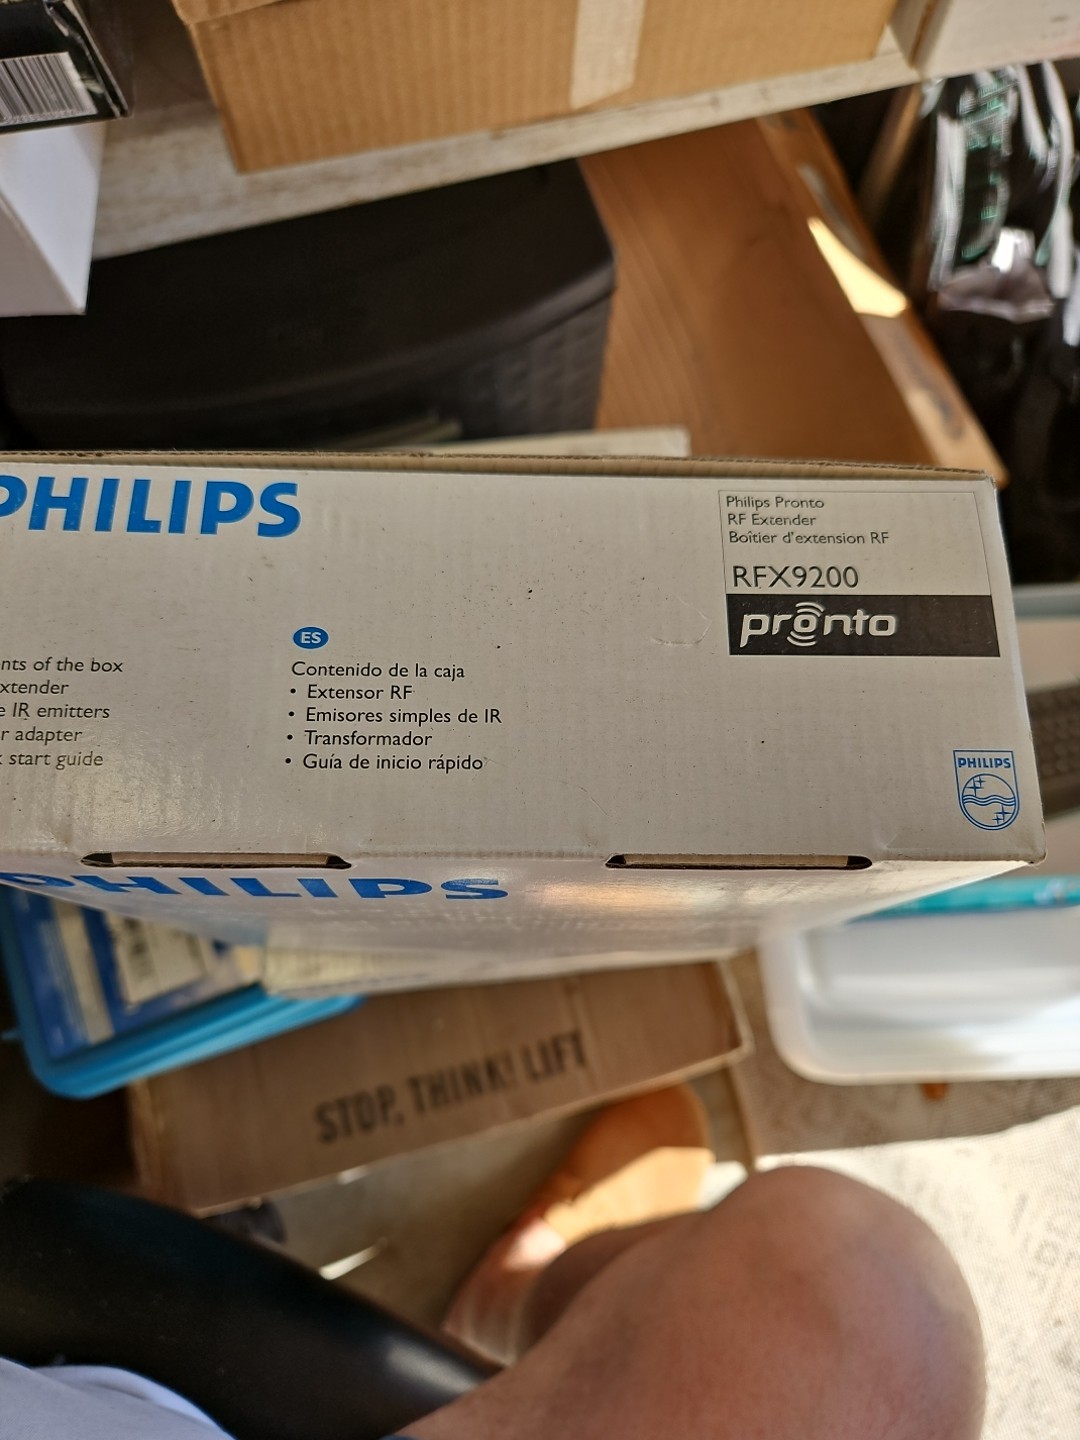 PHILIPS
Philips Pronto
RF Extender
Boîtier d'extension RF
RFX9200
pronto
nts of the box
xtender
e IR emitters
r adapter
start guide
ES
Contenido de la caja
• Extensor RF
• Emisores simples de IR
• Transformador
• Guía de inicio rápido
PHILIPS
PHILIPS
STOP, THINK! LIFT